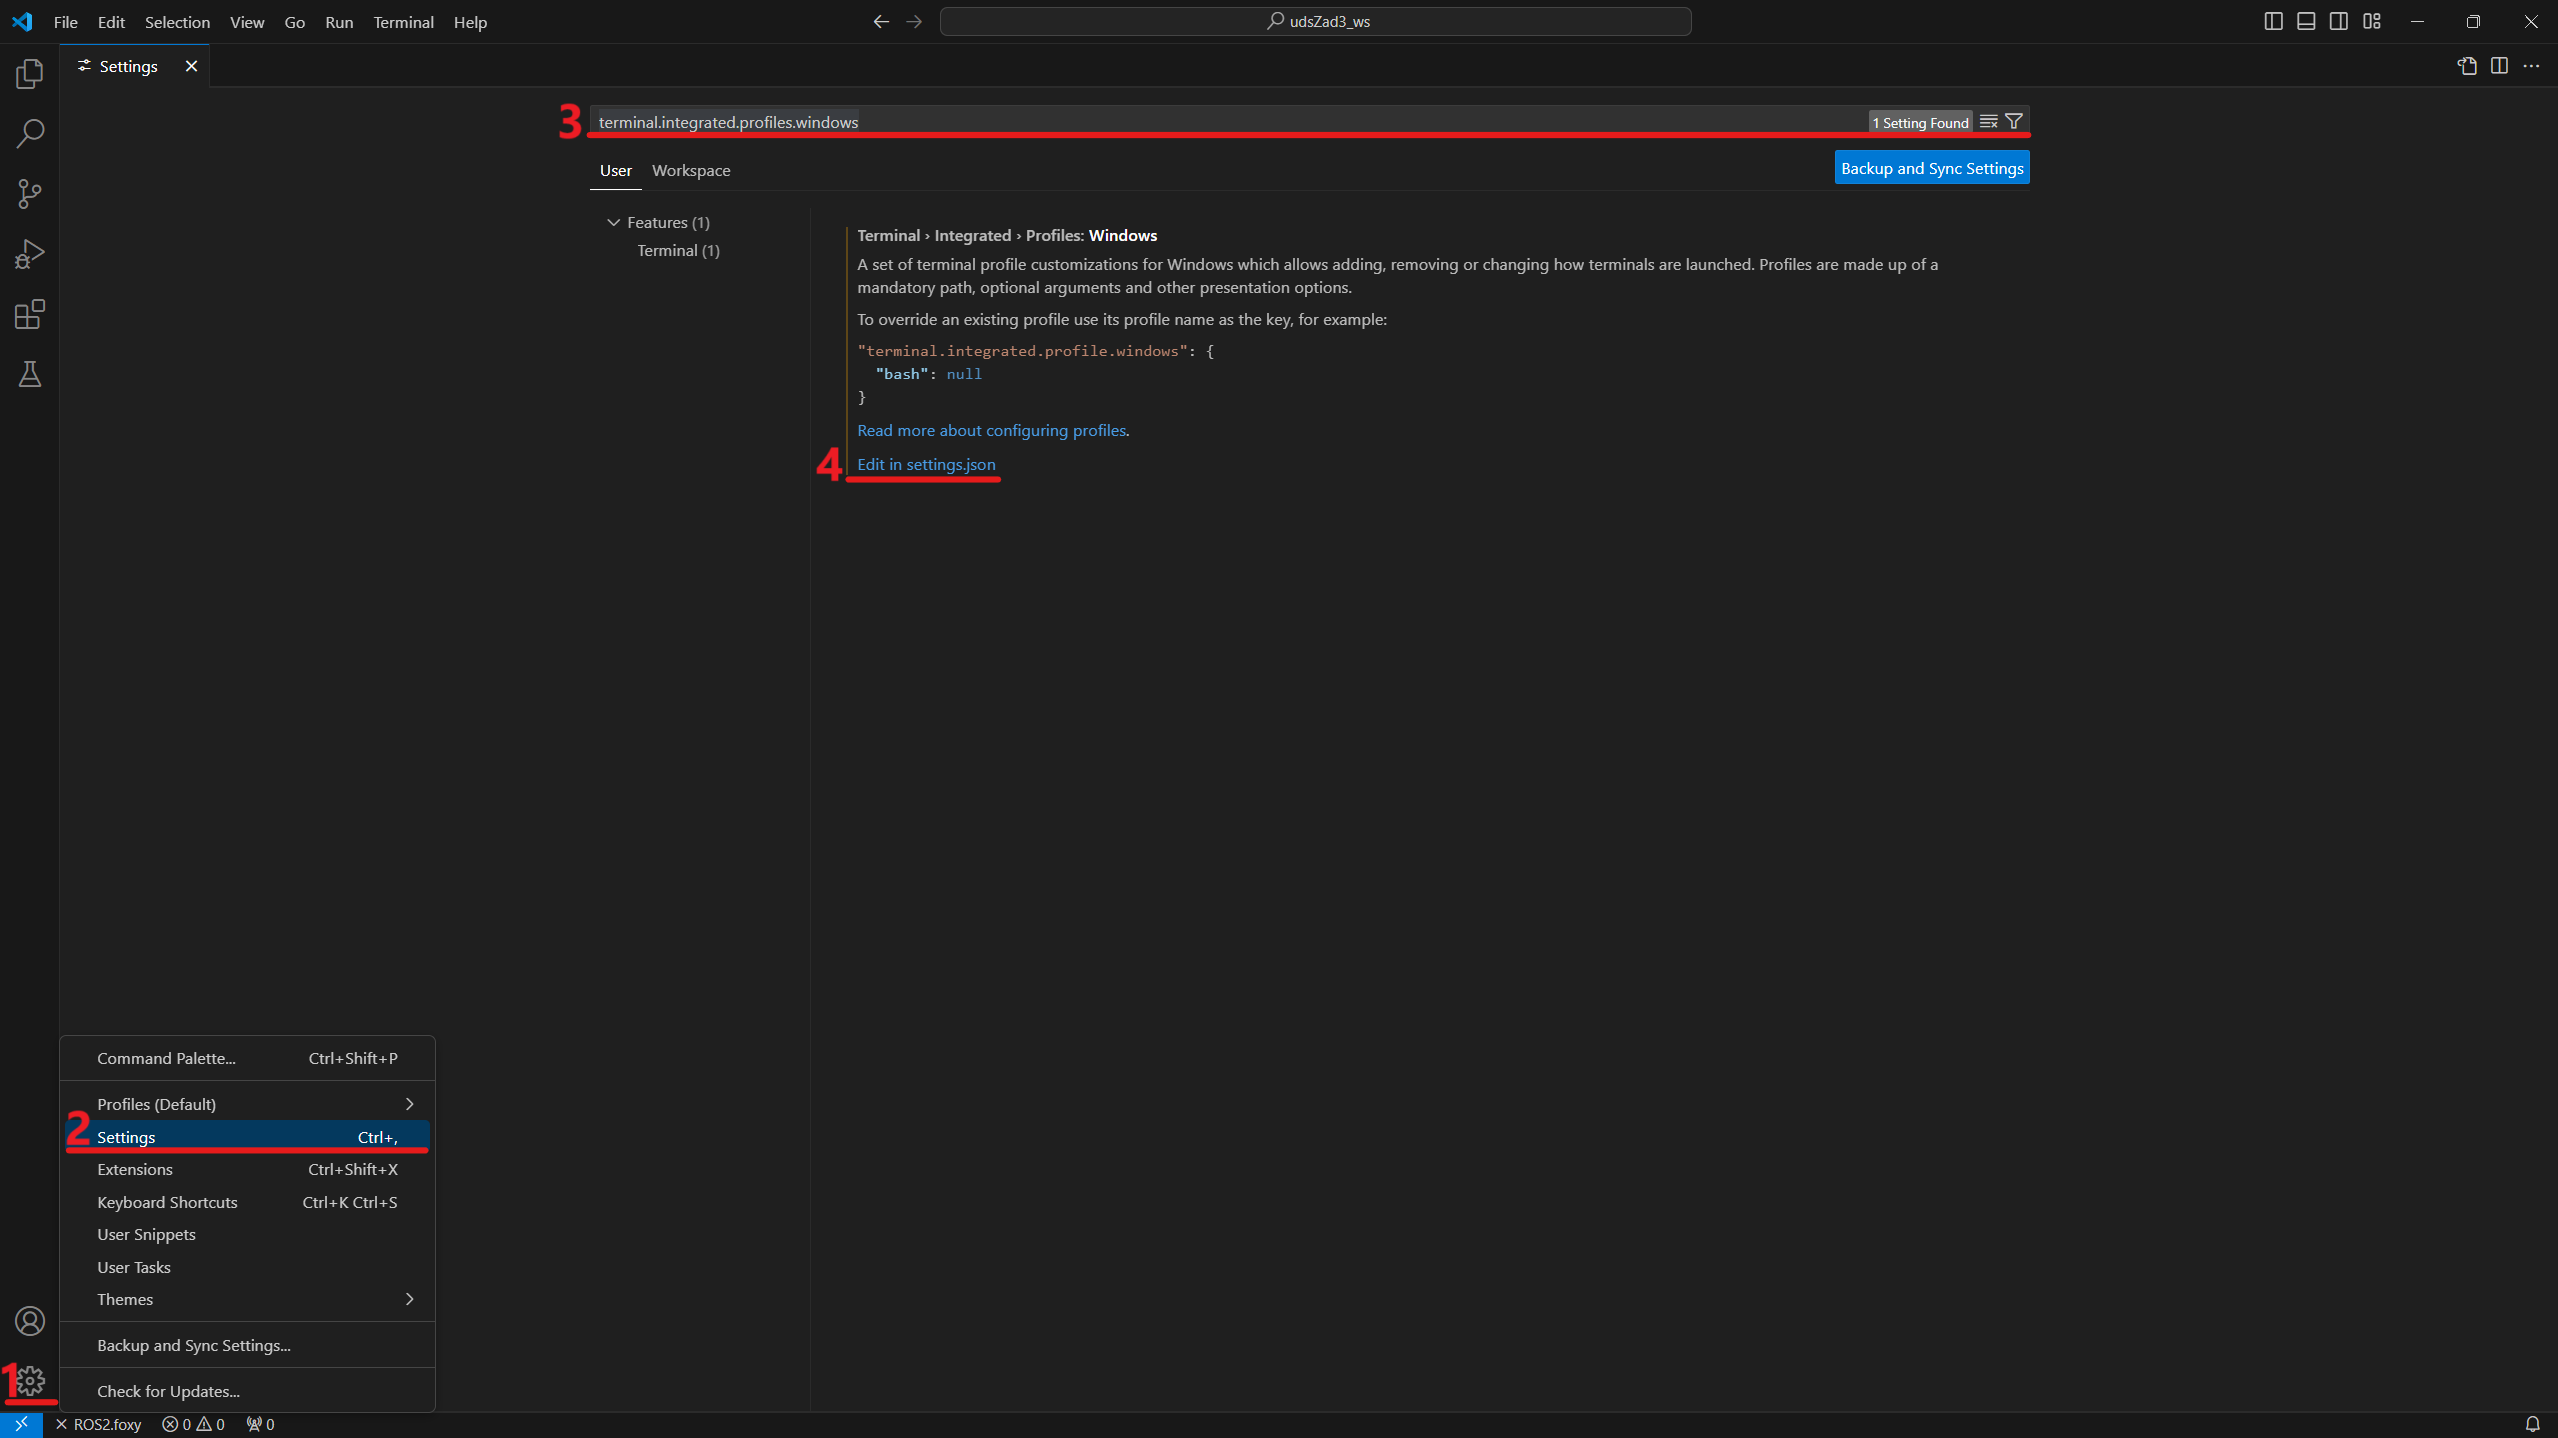 File Edit Selection View Go Run Terminal Help
udsZad3_ws
Settings
3
terminal.integrated.profiles.windows
1 Setting Found
User Workspace
Backup and Sync Settings
Features (1)
Terminal (1)
Terminal › Integrated › Profiles: Windows
A set of terminal profile customizations for Windows which allows adding, removing or changing how terminals are launched. Profiles are made up of a
mandatory path, optional arguments and other presentation options.
To override an existing profile use its profile name as the key, for example:
"terminal.integrated.profile.windows": {
"bash": null
}
Read more about configuring profiles.
4
Edit in settings.json
Command Palette... Ctrl+Shift+P
Profiles (Default)
2
Settings Ctrl+,
Extensions Ctrl+Shift+X
Keyboard Shortcuts Ctrl+K Ctrl+S
User Snippets
User Tasks
Themes
Backup and Sync Settings...
1
Check for Updates...
ROS2.foxy 0 0 0